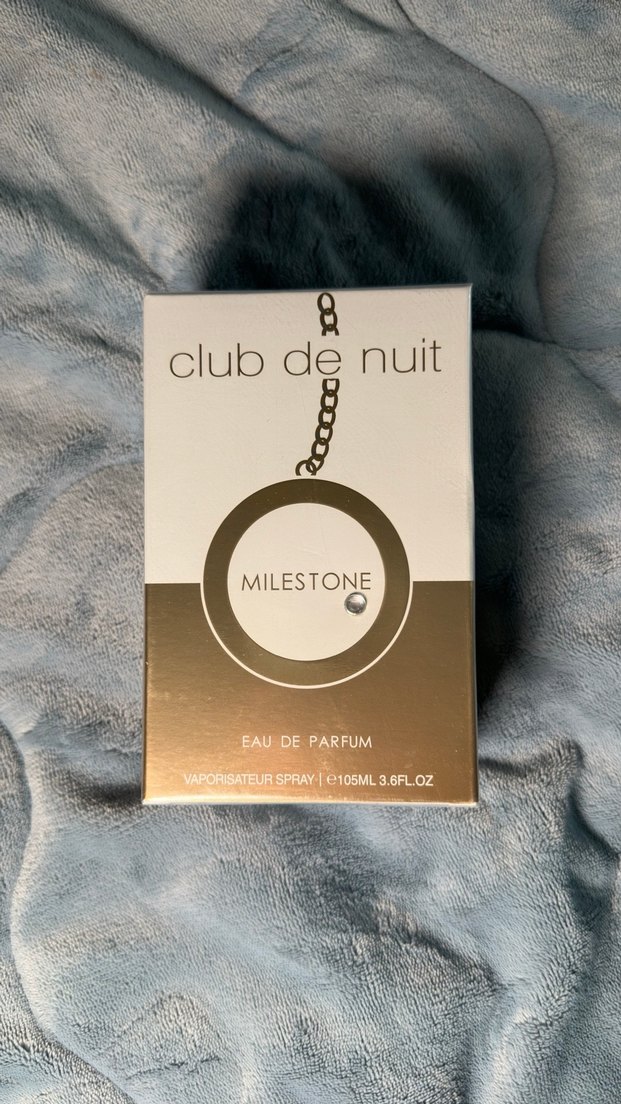 club de nuit
MILESTONE
EAU DE PARFUM
VAPORISATEUR SPRAY | ℮105ML 3.6FL.OZ